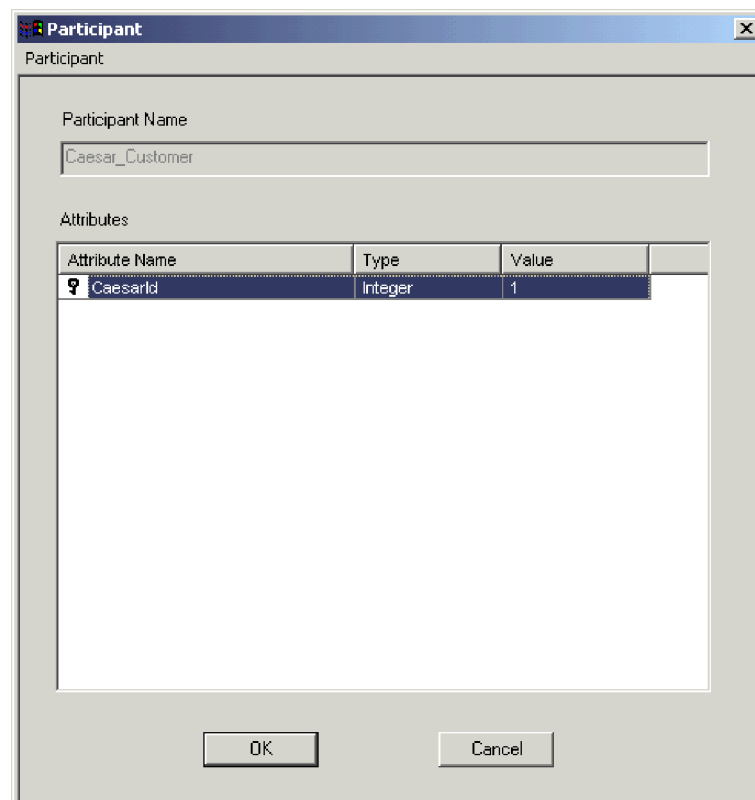 Participant
Participant
Participant Name
Caesar_Customer
Attributes
Attribute Name Type Value
CaesarId Integer 1
OK Cancel